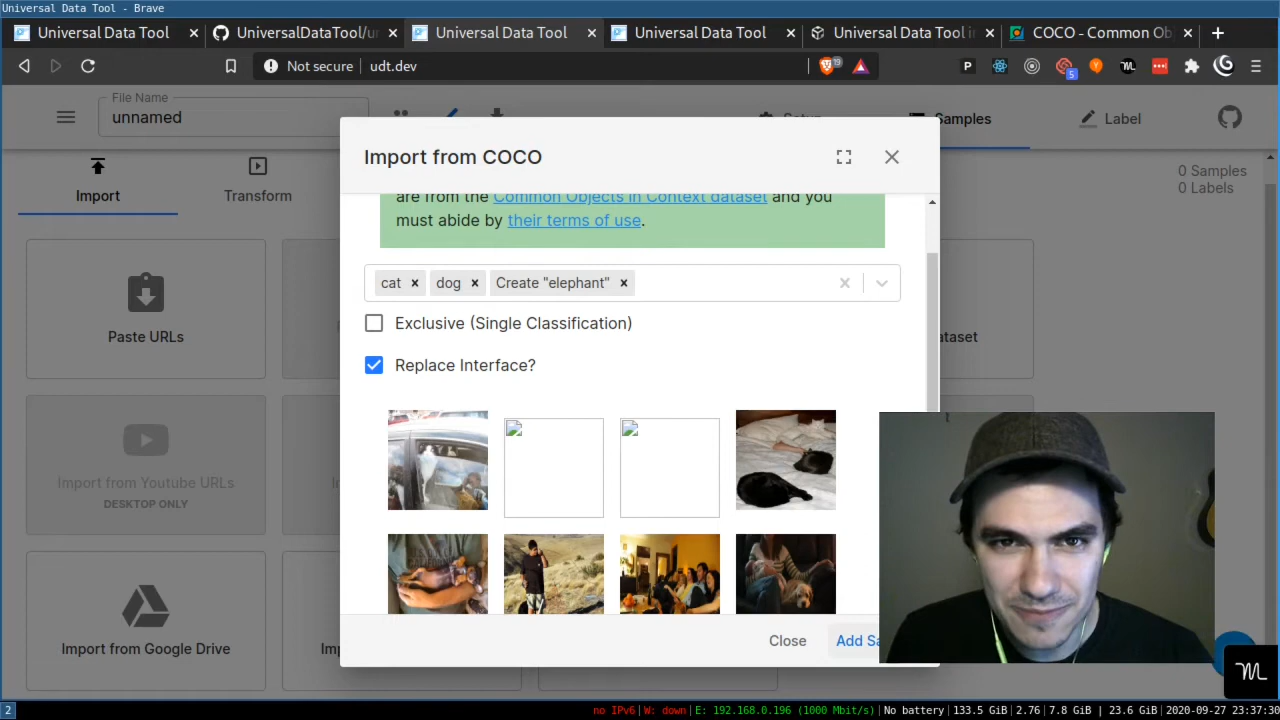 Universal Data Tool - Brave
Universal Data Tool
UniversalDataTool/
Universal Data Tool
Universal Data Tool
Universal Data Tool
COCO - Common Ob
Not secure
udt.dev
19
P
5
File Name
unnamed
Setup
Samples
Label
Import
Transform
0 Samples
0 Labels
Import from COCO
are from the Common Objects in Context dataset and you
must abide by their terms of use.
cat
dog
Create "elephant"
Exclusive (Single Classification)
Replace Interface?
Paste URLs
Import from Youtube URLs
DESKTOP ONLY
Import from Google Drive
Close
Add Sa
2
no IPv6|W: down|E: 192.168.0.196 (1000 Mbit/s)|No battery|133.5 GiB|2.76|7.8 GiB | 23.6 GiB|2020-09-27 23:37:30